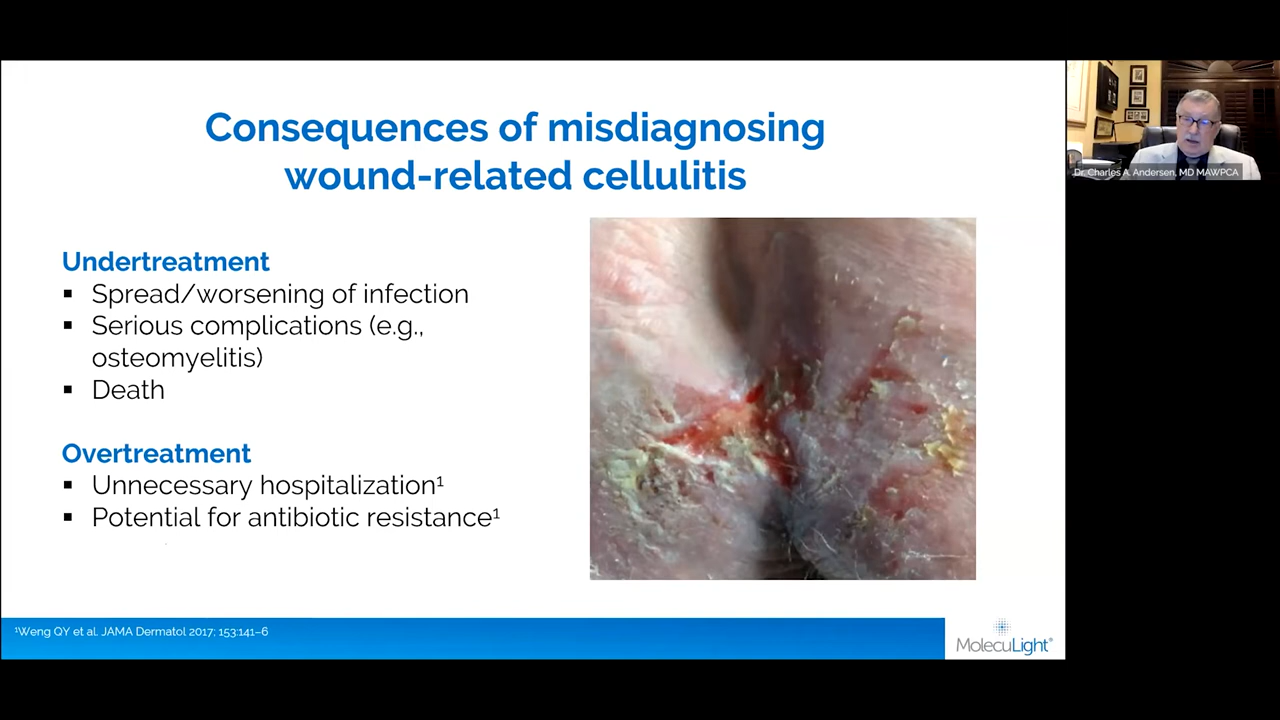 Consequences of misdiagnosing
wound-related cellulitis
Undertreatment
▪ Spread/worsening of infection
▪ Serious complications (e.g.,
osteomyelitis)
▪ Death
Overtreatment
▪ Unnecessary hospitalization¹
▪ Potential for antibiotic resistance¹
¹Weng QY et al. JAMA Dermatol 2017; 153:141–6
MolecuLight®
Dr. Charles A. Andersen, MD MAWPCA